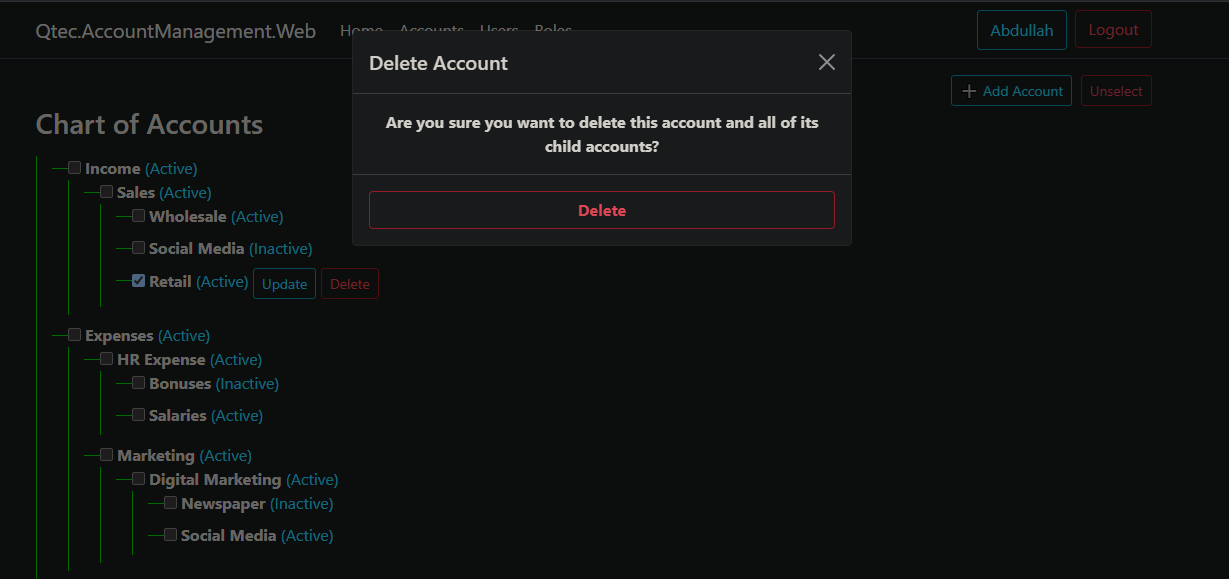 Qtec.AccountManagement.Web Home Accounts Users Roles Abdullah Logout
Delete Account
Add Account Unselect
Are you sure you want to delete this account and all of its
child accounts?
Delete
Chart of Accounts
Income (Active)
Sales (Active)
Wholesale (Active)
Social Media (Inactive)
Retail (Active) Update Delete
Expenses (Active)
HR Expense (Active)
Bonuses (Inactive)
Salaries (Active)
Marketing (Active)
Digital Marketing (Active)
Newspaper (Inactive)
Social Media (Active)